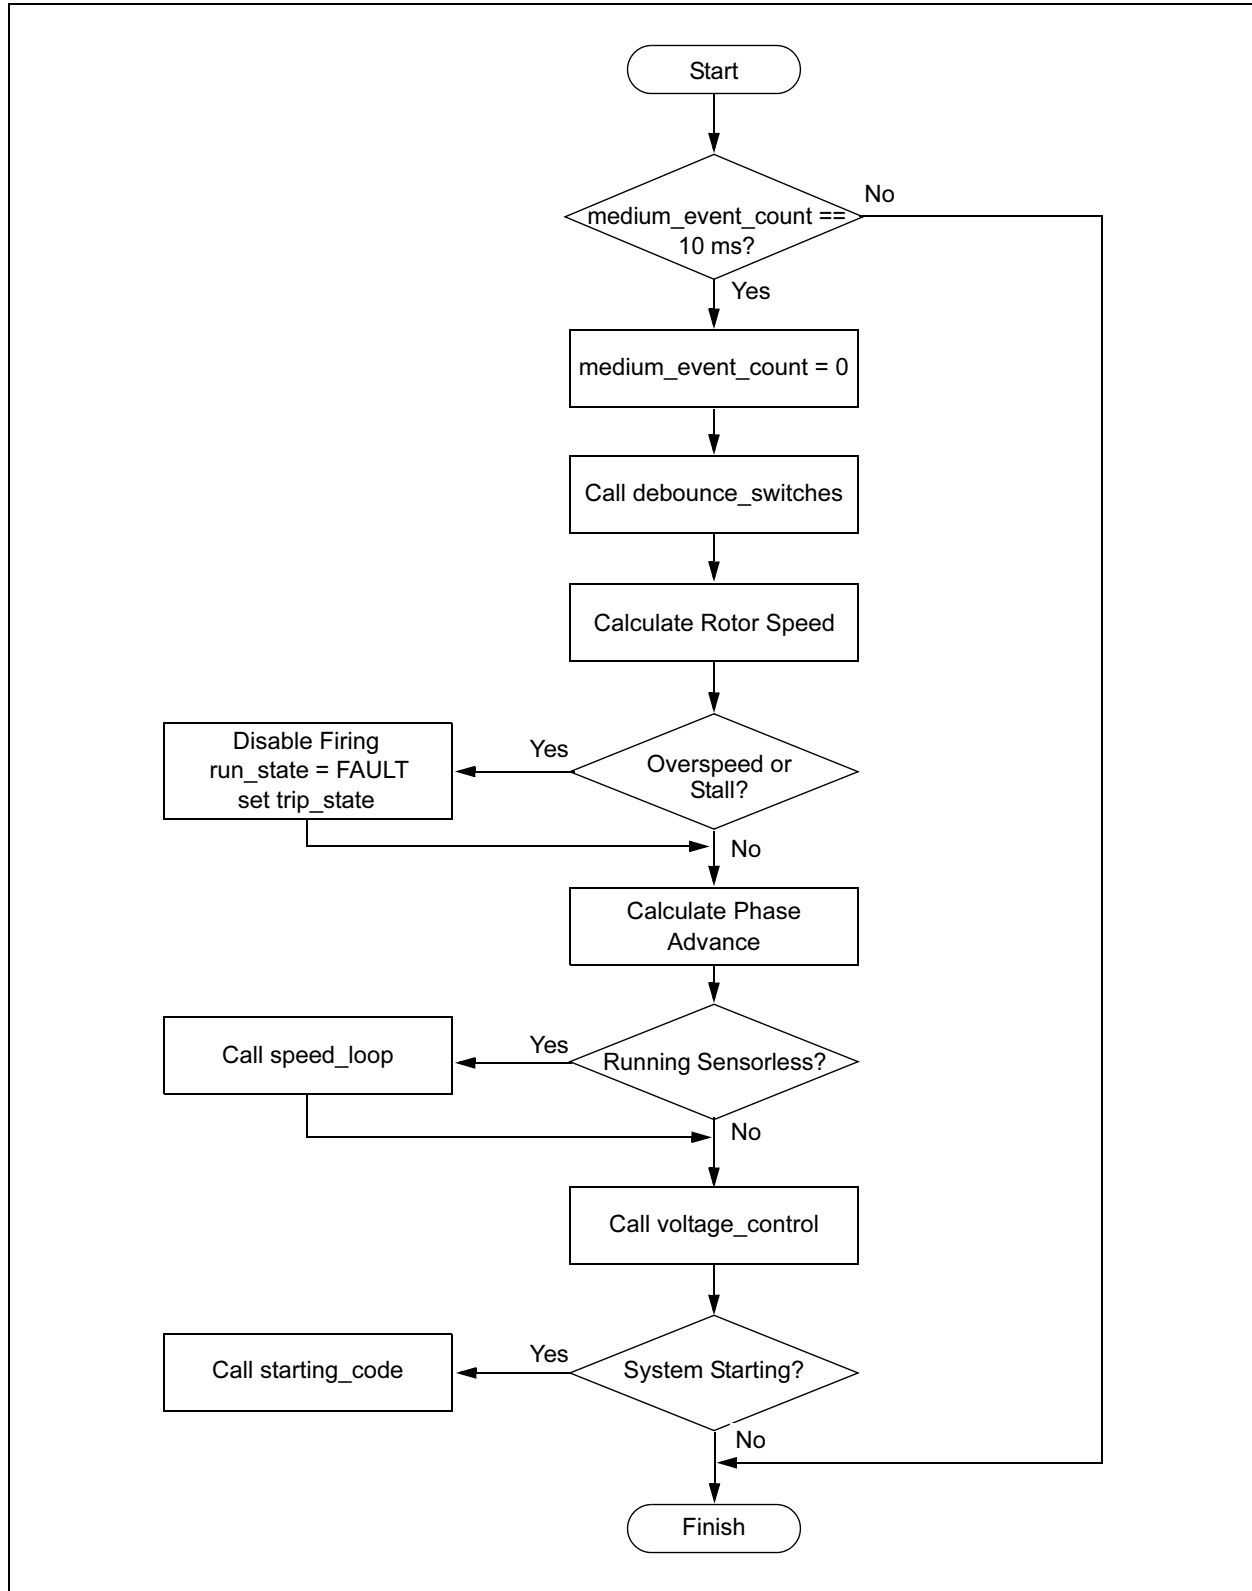 Start
No
medium_event_count ==
10 ms?
Yes
medium_event_count = 0
Call debounce_switches
Calculate Rotor Speed
Disable Firing
run_state = FAULT
set trip_state
Yes
Overspeed or
Stall?
No
Calculate Phase
Advance
Call speed_loop
Yes
Running Sensorless?
No
Call voltage_control
Call starting_code
Yes
System Starting?
No
Finish